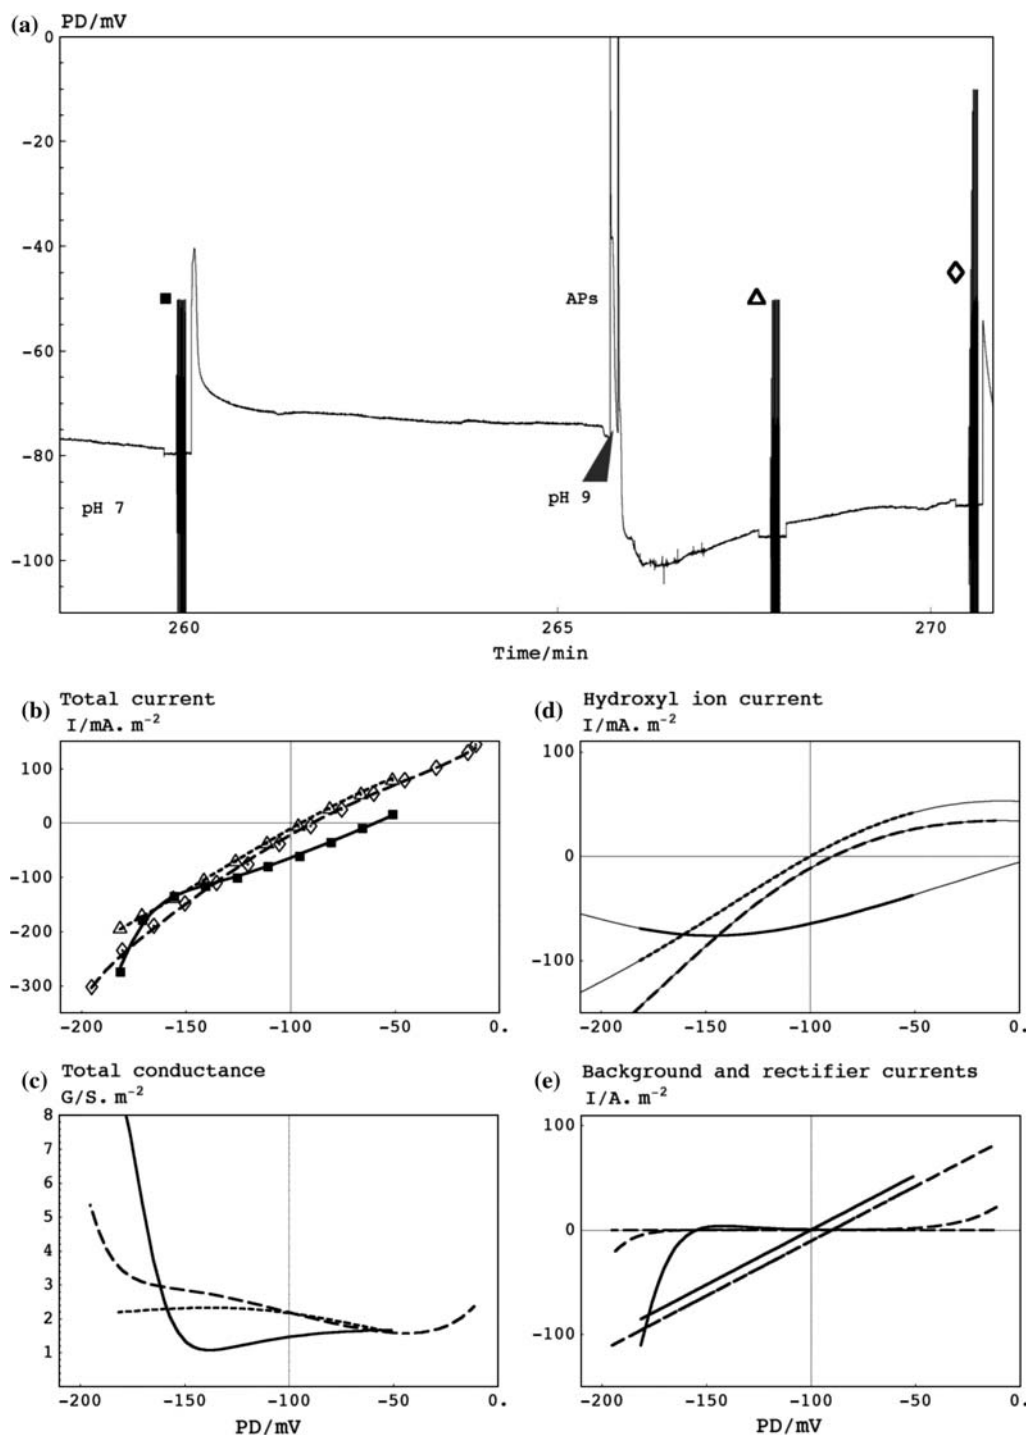 (a) PD/mV
0
-20
-40
APs
-60
-80
pH 9
pH 7
-100
260 265 270
Time/min
(b) Total current
I/mA.m-2
100
0
-100
-200
-300
-200 -150 -100 -50 0.
(d) Hydroxyl ion current
I/mA.m-2
100
0
-100
-200 -150 -100 -50 0.
(c) Total conductance
G/S.m-2
8
7
6
5
4
3
2
1
-200 -150 -100 -50 0.
PD/mV
(e) Background and rectifier currents
I/A.m-2
100
0
-100
-200 -150 -100 -50 0.
PD/mV